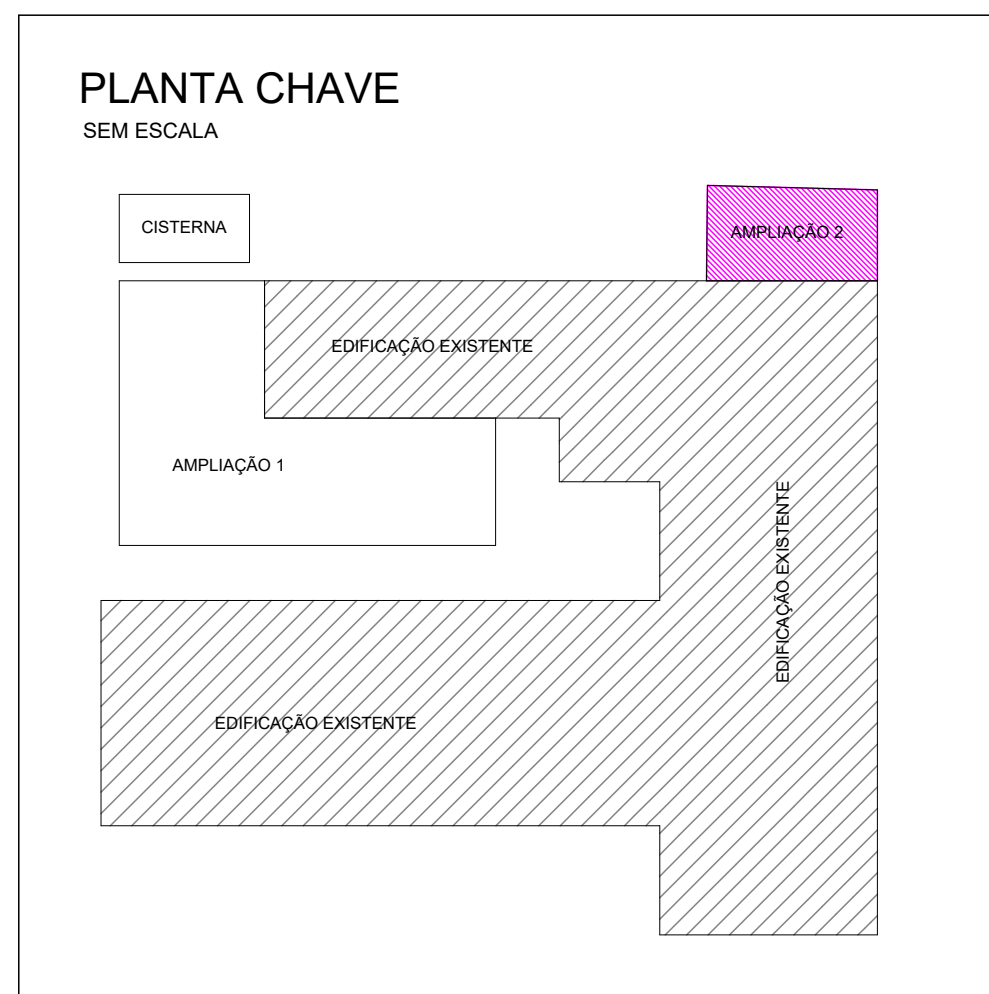 PLANTA CHAVE
SEM ESCALA
CISTERNA
AMPLIAÇÃO 2
EDIFICAÇÃO EXISTENTE
AMPLIAÇÃO 1
EDIFICAÇÃO EXISTENTE
EDIFICAÇÃO EXISTENTE